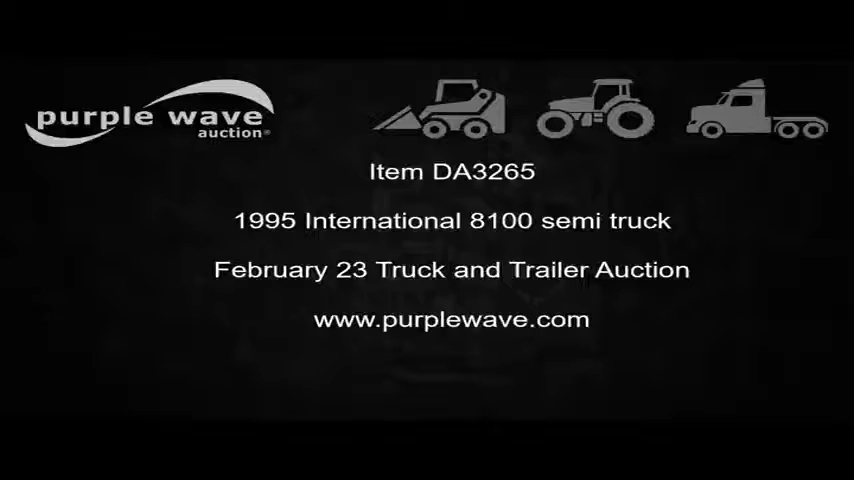 purple wave
auction®
Item DA3265
1995 International 8100 semi truck
February 23 Truck and Trailer Auction
www.purplewave.com